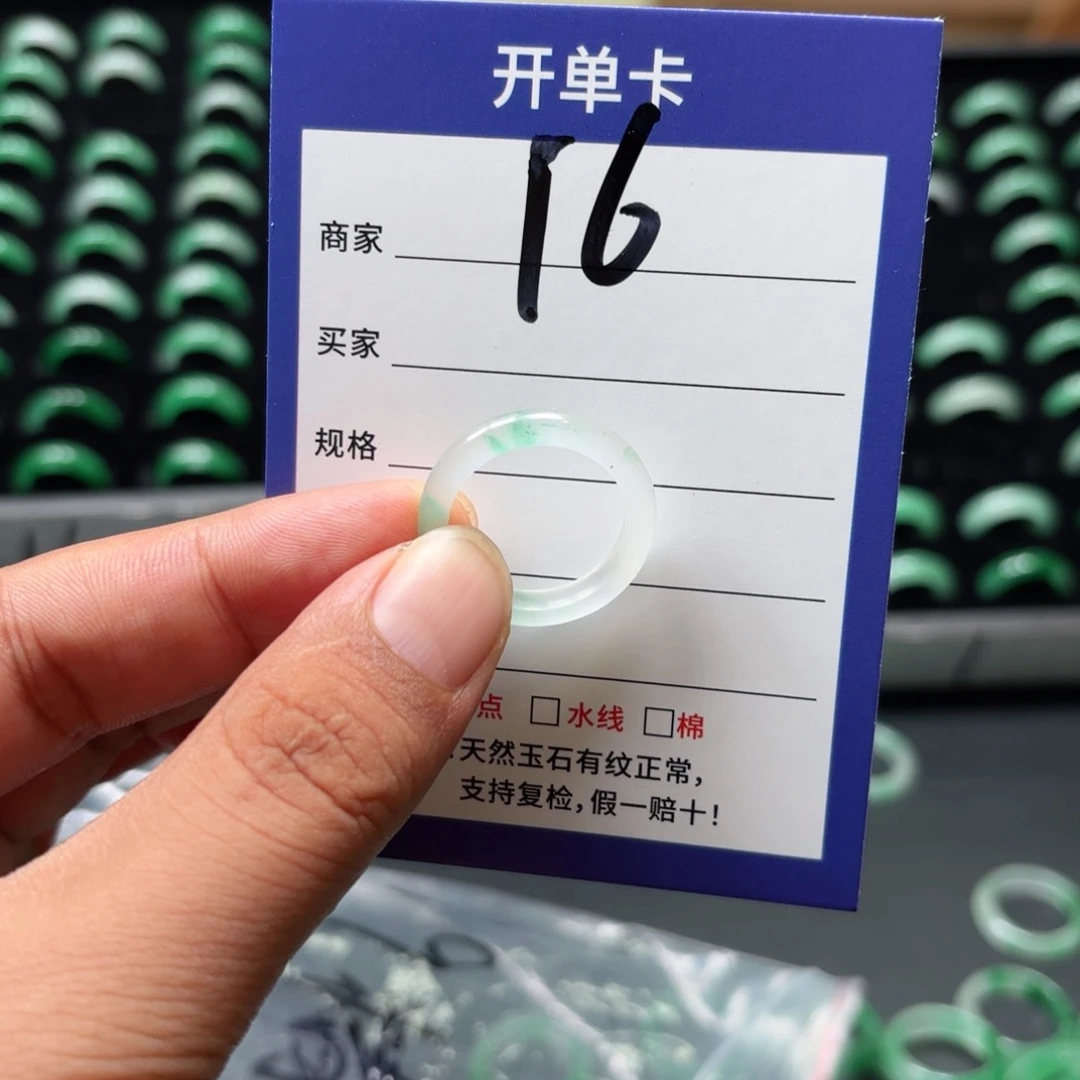 开单卡
16
商家
买家
规格
点 □水线 □棉
天然玉石有纹正常，
支持复检，假一赔十！